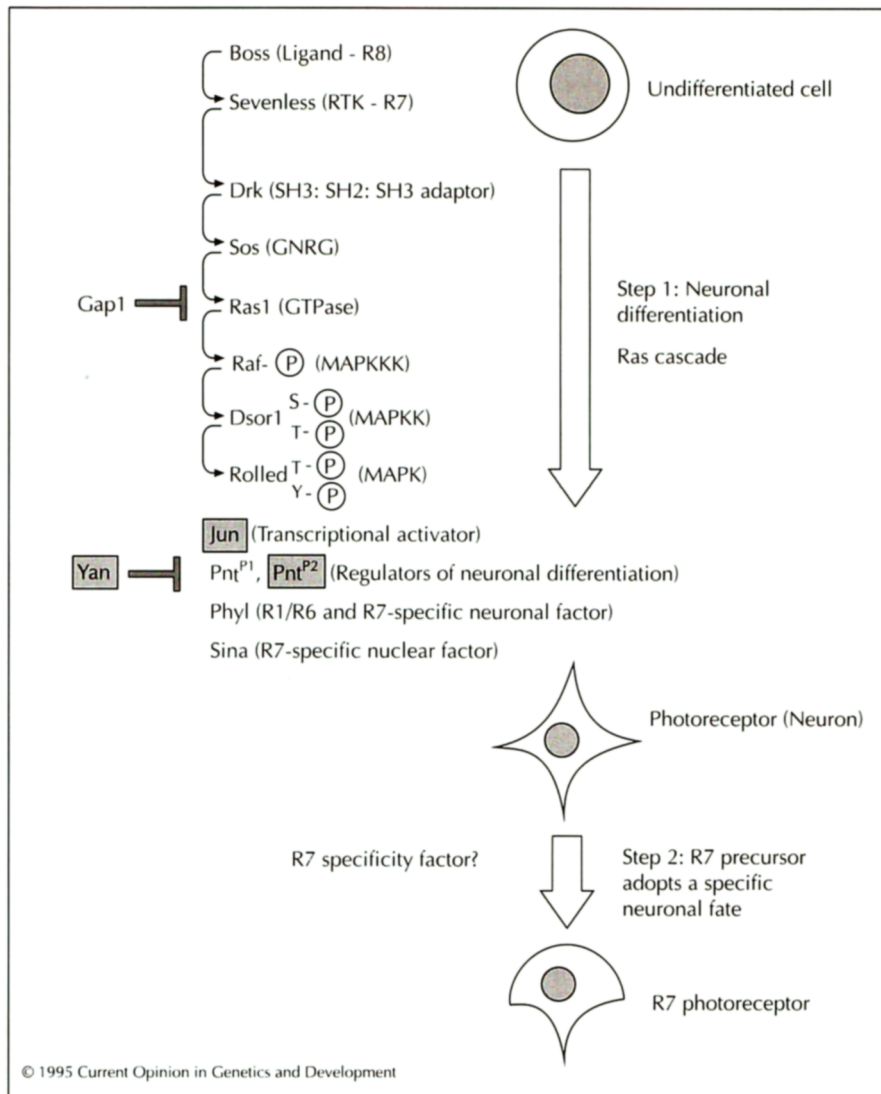 Boss (Ligand - R8)
Undifferentiated cell
Sevenless (RTK - R7)
Drk (SH3: SH2: SH3 adaptor)
Sos (GNRG)
Gap1
Ras1 (GTPase)
Step 1: Neuronal
differentiation
Ras cascade
Raf- P (MAPKKK)
Dsor1 S - P
T- P (MAPKK)
Rolled T - P (MAPK)
Y - P
Jun (Transcriptional activator)
Yan
Pnt^P1, Pnt^P2 (Regulators of neuronal differentiation)
Phyl (R1/R6 and R7-specific neuronal factor)
Sina (R7-specific nuclear factor)
Photoreceptor (Neuron)
R7 specificity factor?
Step 2: R7 precursor
adopts a specific
neuronal fate
R7 photoreceptor
© 1995 Current Opinion in Genetics and Development